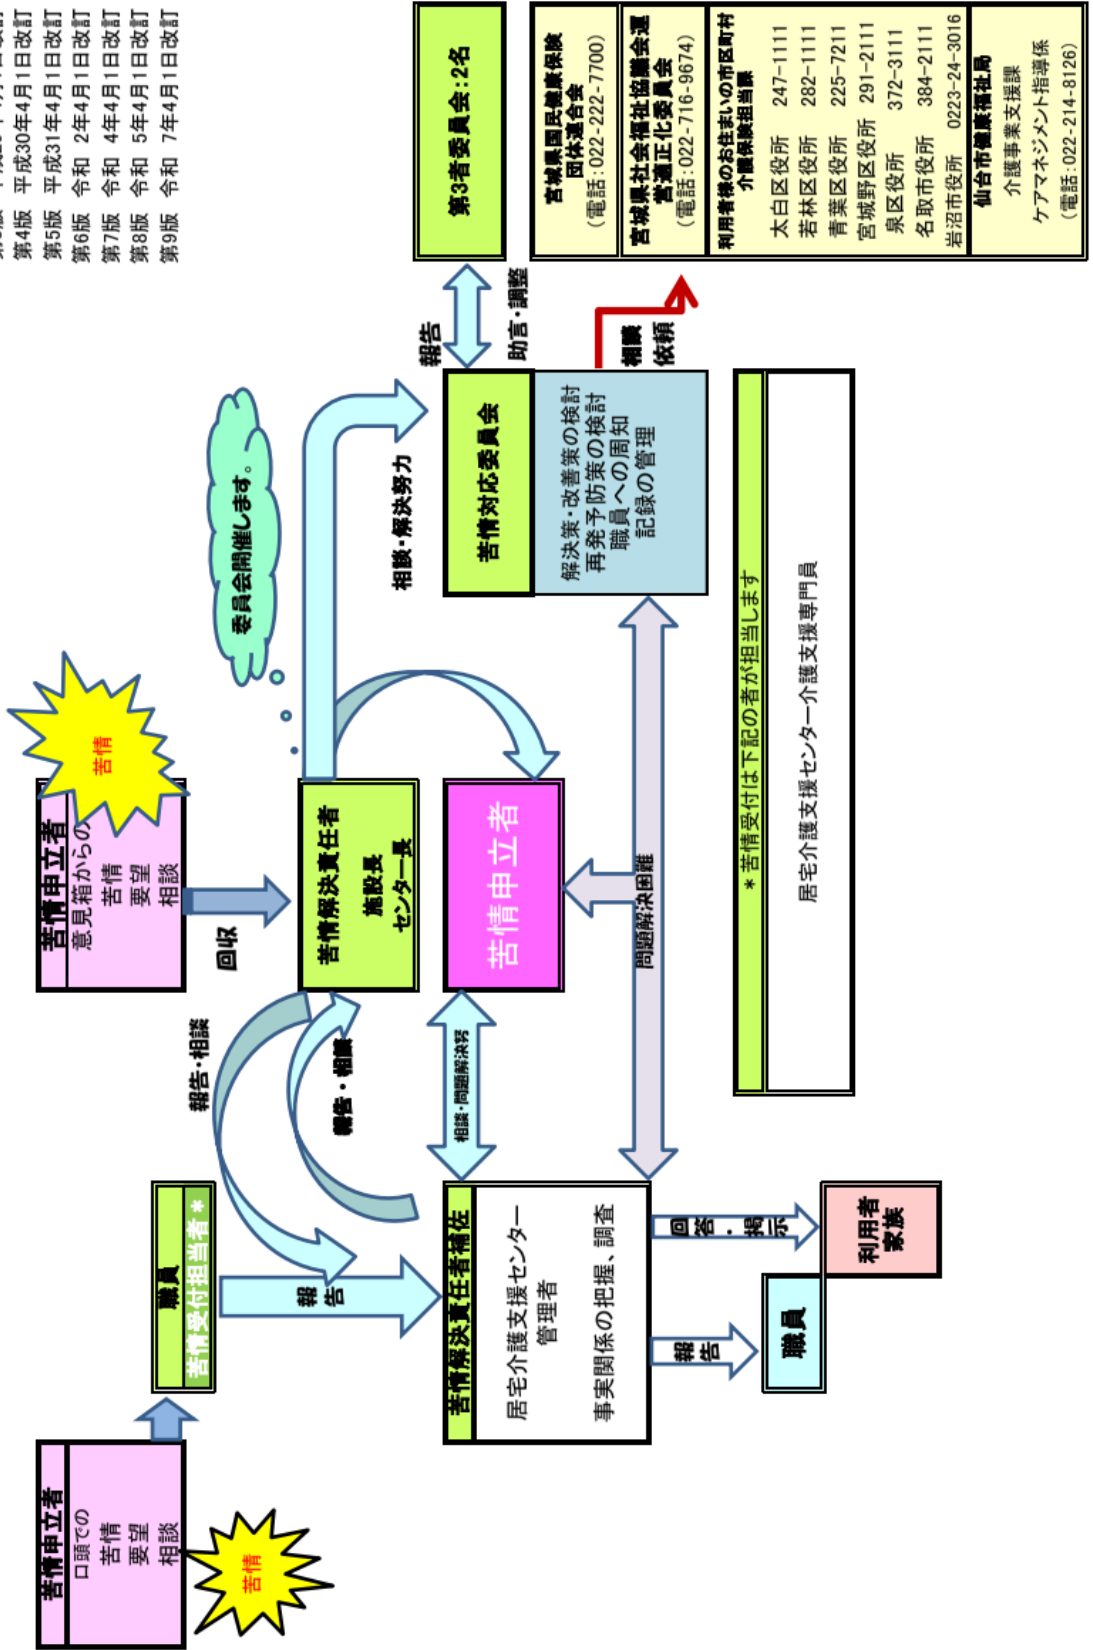 第4版 平成30年4月1日改訂
第5版 平成31年4月1日改訂
第6版 令和 2年4月1日改訂
第7版 令和 4年4月1日改訂
第8版 令和 5年4月1日改訂
第9版 令和 7年4月1日改訂
苦情申立者
口頭での
苦情
要望
相談
苦情
職員
苦情受付担当者*
苦情申立者
意見箱からの
苦情
要望
相談
苦情
回収
報告・相談
報告・相談
報告
委員会開催します。
苦情解決責任者
施設長
センター長
相談・解決努力
苦情申立者
相談・問題解決努
苦情解決責任者補佐
居宅介護支援センター
管理者
事実関係の把握、調査
問題解決困難
苦情対応委員会
解決策・改善策の検討
再発予防策の検討
職員への周知
記録の管理
報告
助言・調整
第3者委員会:2名
相談
依頼
宮城県国民健康保険
団体連合会
(電話:022-222-7700)
宮城県社会福祉協議会運
営適正化委員会
(電話:022-716-9674)
利用者様のお住まいの市区町村
介護保険担当課
太白区役所 247-1111
若林区役所 282-1111
青葉区役所 225-7211
宮城野区役所 291-2111
泉区役所 372-3111
名取市役所 384-2111
岩沼市役所 0223-24-3016
仙台市健康福祉局
介護事業支援課
ケアマネジメント指導係
(電話:022-214-8126)
報告
職員
回答・掲示
利用者
家族
*苦情受付は下記の者が担当します
居宅介護支援センター介護支援専門員